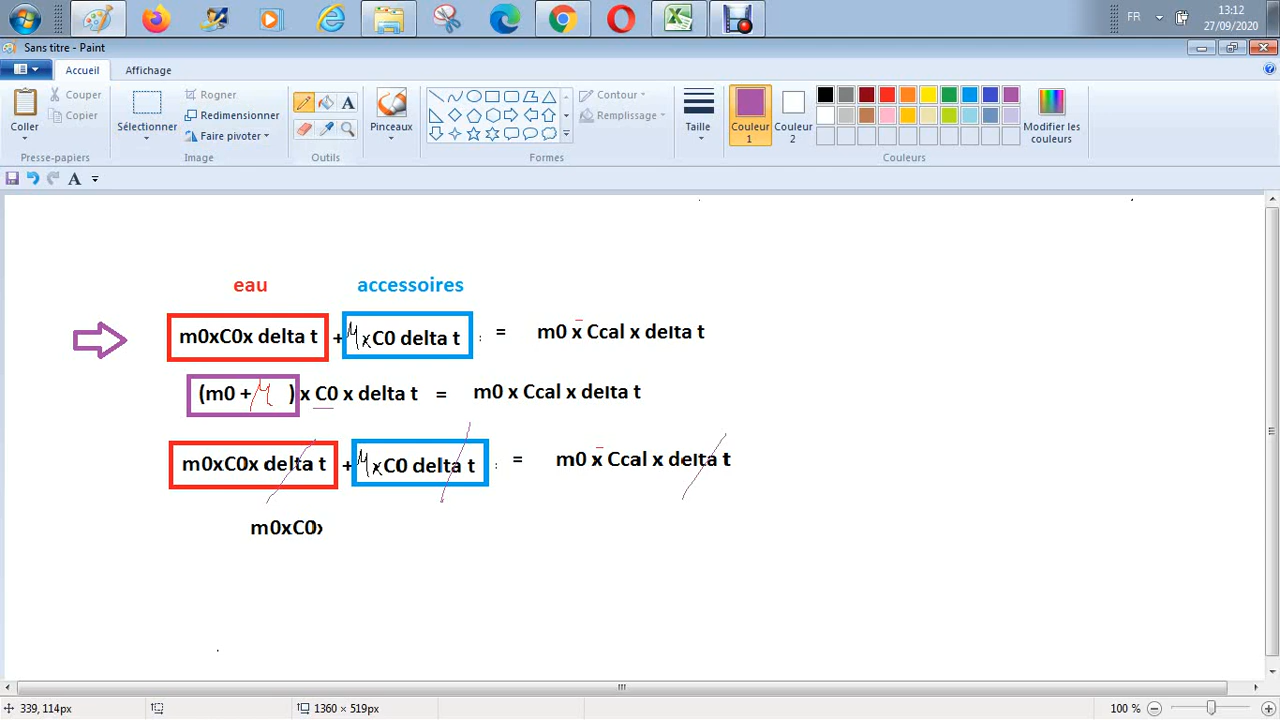 FR
13:12
27/09/2020
Sans titre - Paint
Accueil
Affichage
Coller
Couper
Copier
Presse-papiers
Sélectionner
Rogner
Redimensionner
Faire pivoter
Image
A
Outils
Pinceaux
Contour
Remplissage
Formes
Taille
Couleur 1
Couleur 2
Modifier les couleurs
Couleurs
A
eau accessoires
m0xC0x delta t + μxC0 delta t = m0 x Ccal x delta t
(m0 + μ ) x C0 x delta t = m0 x Ccal x delta t
m0xC0x delta t + μxC0 delta t = m0 x Ccal x delta t
m0xC0x
339, 114px
1360 × 519px
100 %